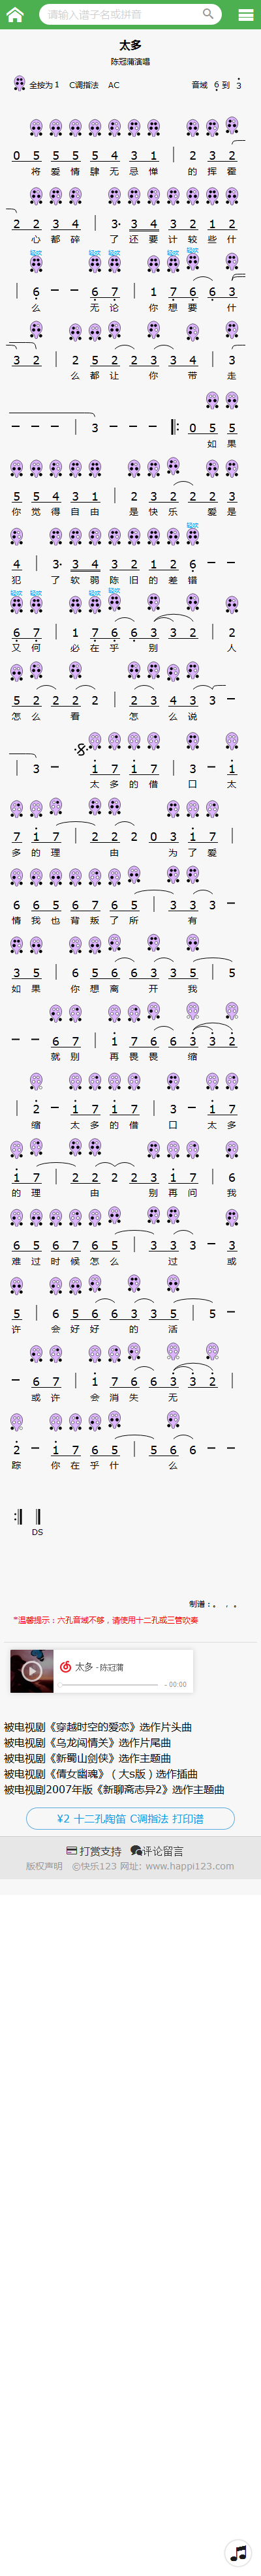 请输入谱子名或拼音
太多
陈冠蒲演唱
全按为 1 C调指法 AC 音域 6 到 3
0 5 5 5 5 4 3 1 | 2 3 2
将 爱 情 肆 无 忌 惮 的 挥 霍
2 2 3 4 | 3· 3 4 3 2 1 2
心 都 碎 了 还 要 计 较 些 什
轻吹 轻吹 轻吹 轻吹 轻吹
| 6 - - 6 7 | 1 7 6 6 3
么 无 论 你 想 要 什
3 2 | 2 5 2 2 3 3 4 | 3
么 都 让 你 带 走
- - - | 3 - - - ‖: 0 5 5
如 果
5 5 4 3 1 | 2 3 2 2 2 3
你 觉 得 自 由 是 快 乐 爱 是
轻吹
4 | 3· 3 4 3 2 1 2 6 - -
犯 了 软 弱 陈 旧 的 差 错
轻吹 轻吹 轻吹 轻吹 轻吹
6 7 | 1 7 6 6 3 3 2 | 2
又 何 必 在 乎 别 人
5 2 2 2 2 | 2 3 4 3 3 -
怎 么 看 怎 么 说
| 3 - 1 7 1 7 | 3 - 1
太 多 的 借 口 太
7 1 7 | 2 2 2 0 3 1 7 |
多 的 理 由 为 了 爱
6 6 5 6 7 6 5 | 3 3 3 -
情 我 也 背 叛 了 所 有
3 5 | 6 5 6 6 3 3 5 | 5
如 果 你 想 离 开 我
- - 6 7 | 1 7 6 6 3 3 2
就 别 再 畏 畏 缩
| 2 - 1 7 1 7 | 3 - 1 7
缩 太 多 的 借 口 太 多
1 7 | 2 2 2 2 3 1 7 | 6
的 理 由 别 再 问 我
6 5 6 7 6 5 | 3 3 3 - 3
难 过 时 候 怎 么 过 或
5 | 6 5 6 6 3 3 5 | 5 -
许 会 好 好 的 活
- 6 7 | 1 7 6 6 3 3 2 |
或 许 会 消 失 无
2 - 1 7 6 5 | 5 6 6 - -
踪 你 在 乎 什 么
:‖ ‖
DS
制谱：
*温馨提示：六孔音域不够，请使用十二孔或三管吹奏
太多 -陈冠蒲
- 00:00
被电视剧《穿越时空的爱恋》选作片头曲
被电视剧《乌龙闯情关》选作片尾曲
被电视剧《新蜀山剑侠》选作主题曲
被电视剧《倩女幽魂》（大s版）选作插曲
被电视剧2007年版《新聊斋志异2》选作主题曲
¥2 十二孔陶笛 C调指法 打印谱
打赏支持 评论留言
版权声明 ©快乐123 网址: www.happi123.com